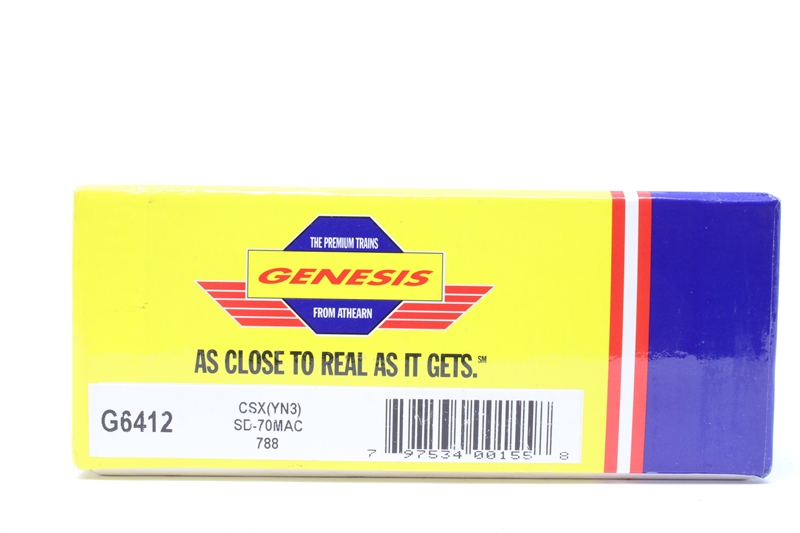 THE PREMIUM TRAINS
GENESIS
FROM ATHEARN
AS CLOSE TO REAL AS IT GETS.℠
G6412
CSX(YN3)
SD-70MAC
788
7 97534 00155 8